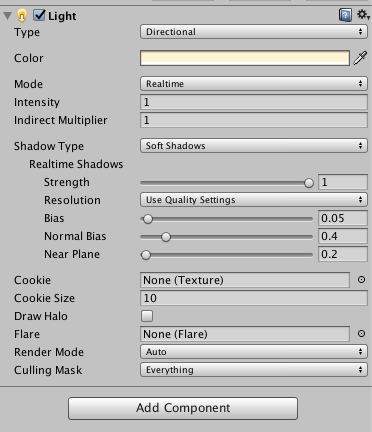 Light
Type Directional
Color
Mode Realtime
Intensity 1
Indirect Multiplier 1
Shadow Type Soft Shadows
Realtime Shadows
Strength 1
Resolution Use Quality Settings
Bias 0.05
Normal Bias 0.4
Near Plane 0.2
Cookie None (Texture)
Cookie Size 10
Draw Halo
Flare None (Flare)
Render Mode Auto
Culling Mask Everything
Add Component